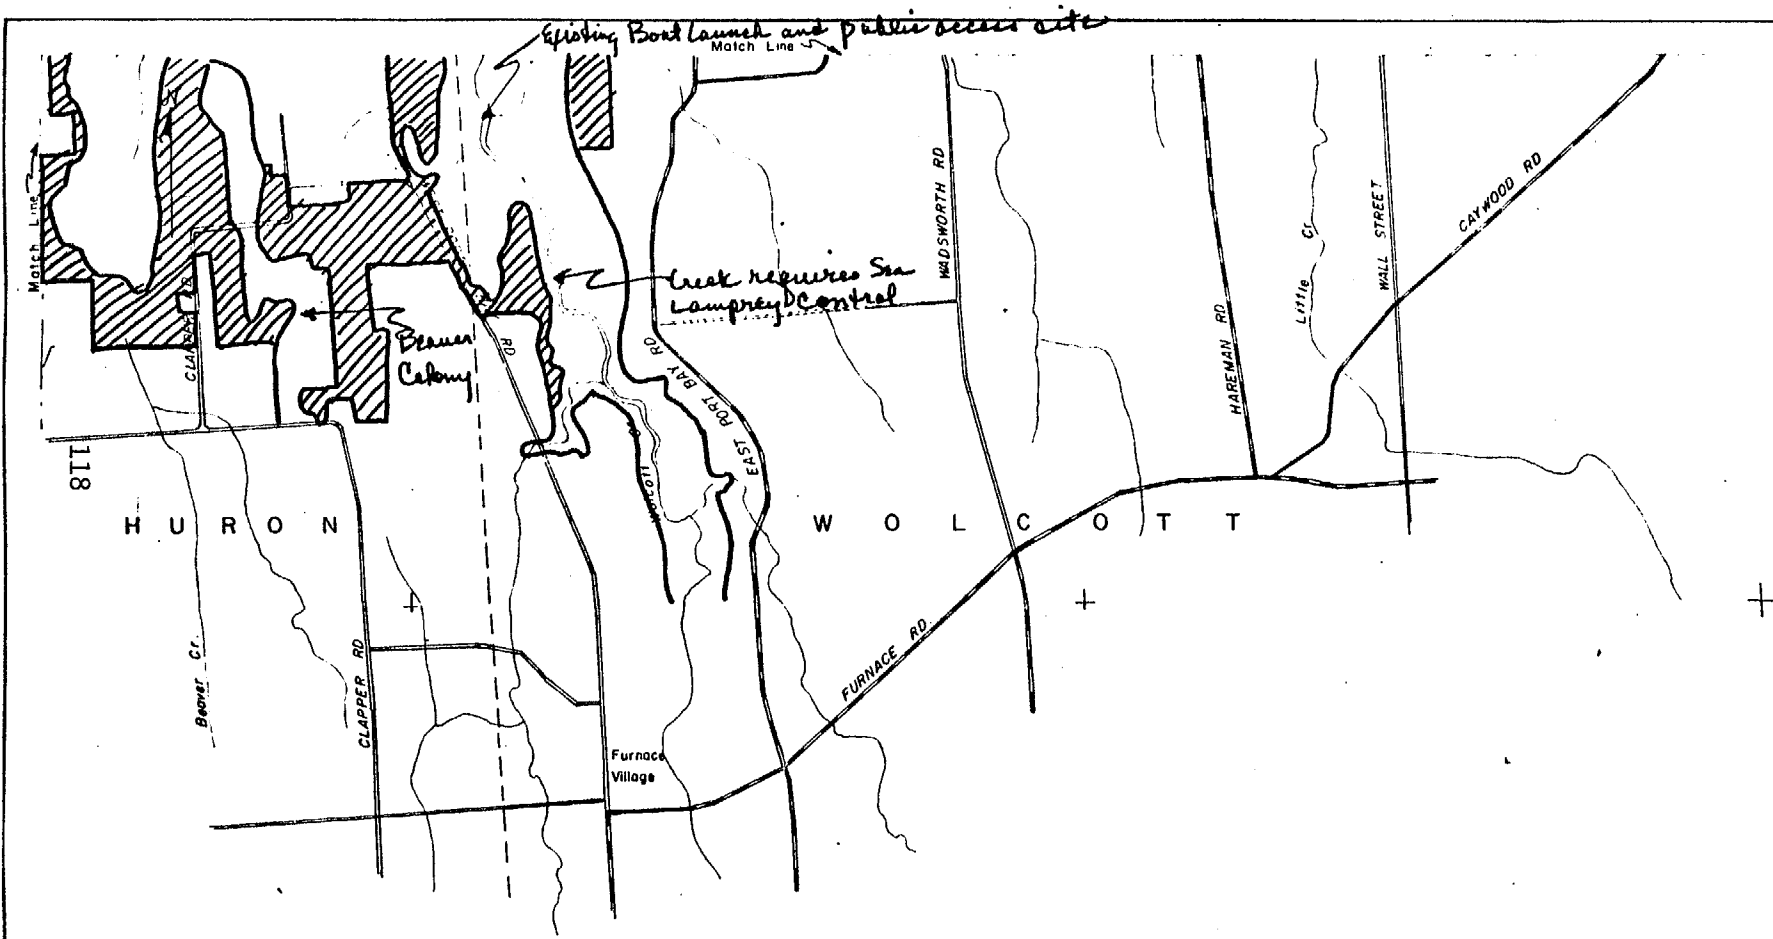 Existing Boat Launch and public access site
Match Line
Match Line
WADSWORTH RD
HAREMAN RD
Little Cr.
WALL STREET
CAYWOOD RD
Creek requires Sea
Lamprey Control
Beaver
Colony
RD
EAST PORT BAY RD
118
HURON
WOLCOTT
Beaver Cr.
CLAPPER RD
FURNACE RD.
Furnace
Village